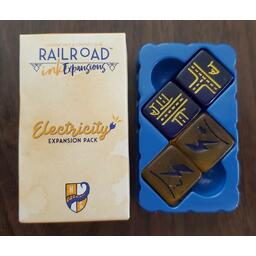 RAILROAD
ink Expansions
Electricity
EXPANSION PACK